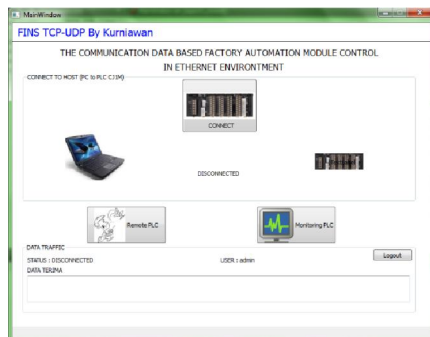 MainWindow
FINS TCP-UDP By Kurniawan
THE COMMUNICATION DATA BASED FACTORY AUTOMATION MODULE CONTROL
IN ETHERNET ENVIRONTMENT
CONNECT TO HOST (PC to PLC CJ1M)
CONNECT
DISCONNECTED
Remote PLC
Monitoring PLC
DATA TRAFFIC
Logout
STATUS : DISCONNECTED
USER : admin
DATA TERIMA